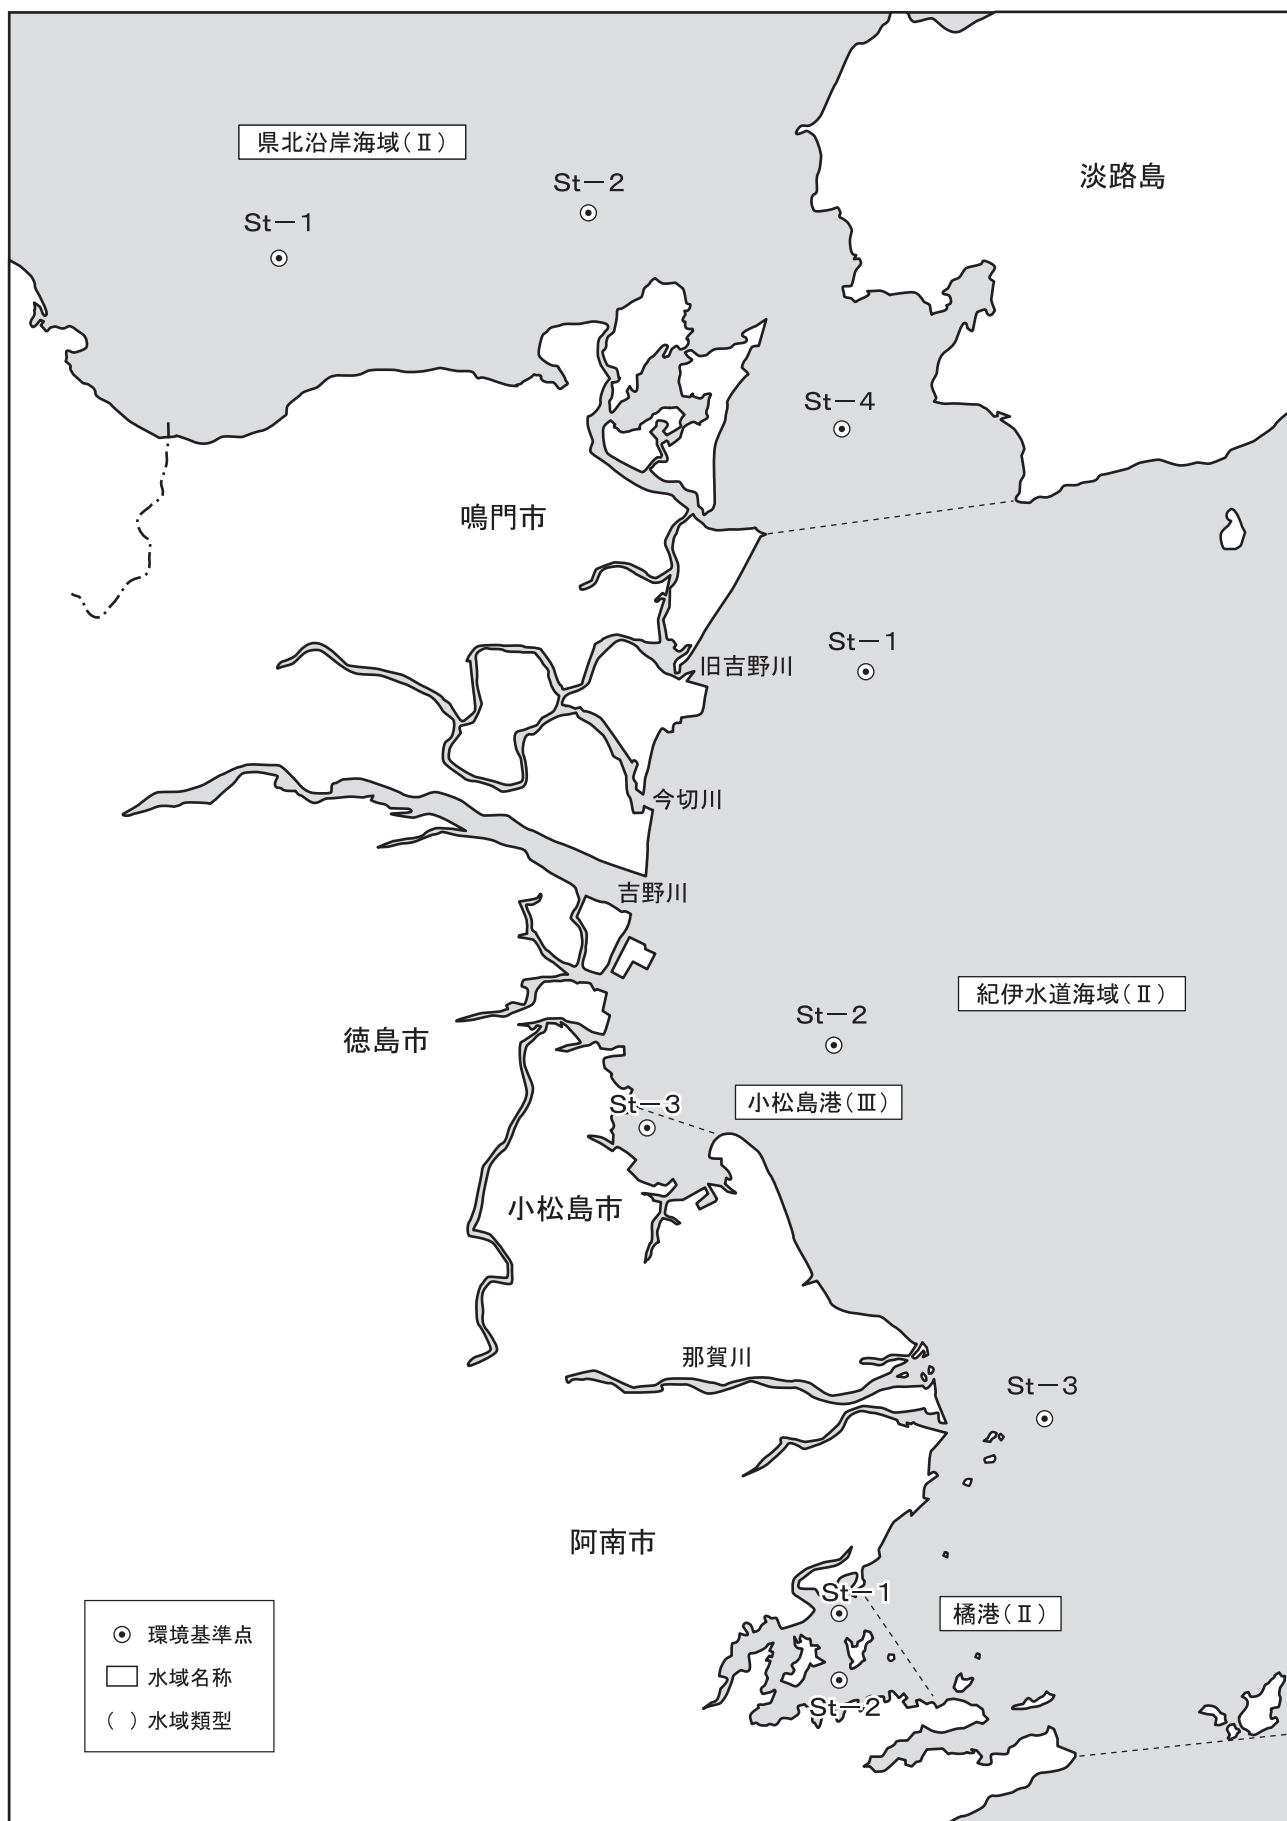 県北沿岸海域(Ⅱ)
淡路島
St－2
St－1
St－4
鳴門市
St－1
旧吉野川
今切川
吉野川
紀伊水道海域(Ⅱ)
St－2
徳島市
小松島港(Ⅲ)
St－3
小松島市
那賀川
St－3
阿南市
St－1
橘港(Ⅱ)
St－2
環境基準点
水域名称
( ) 水域類型